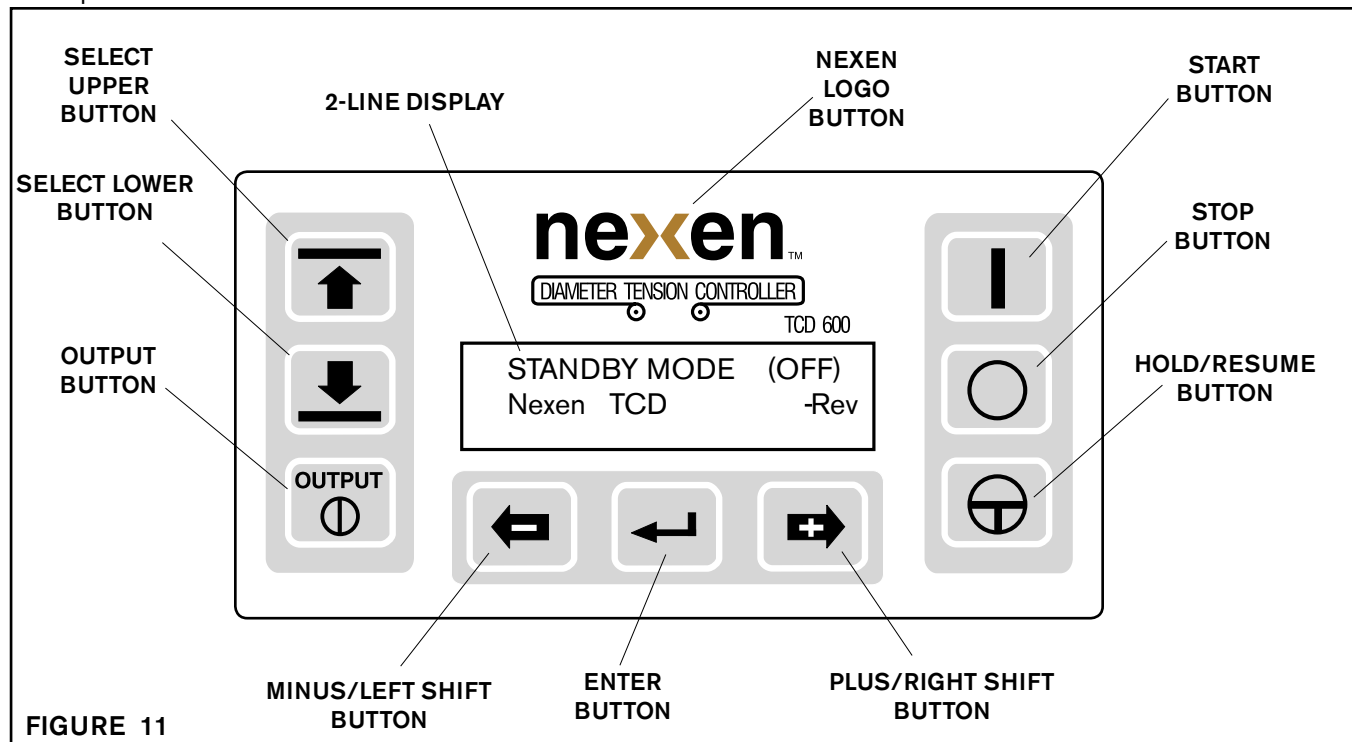 SELECT
UPPER
BUTTON
2-LINE DISPLAY
NEXEN
LOGO
BUTTON
START
BUTTON
SELECT LOWER
BUTTON
STOP
BUTTON
OUTPUT
BUTTON
HOLD/RESUME
BUTTON
nexen™
DIAMETER TENSION CONTROLLER
TCD 600
STANDBY MODE (OFF)
Nexen TCD -Rev
OUTPUT
MINUS/LEFT SHIFT
BUTTON
ENTER
BUTTON
PLUS/RIGHT SHIFT
BUTTON
FIGURE 11